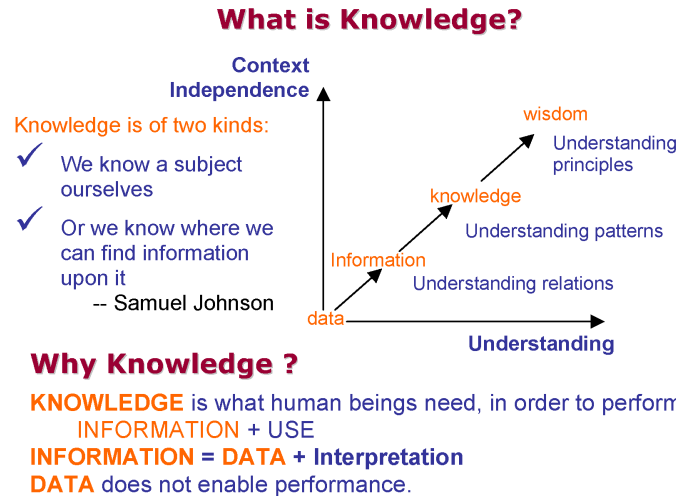 What is Knowledge?
Context
Independence
Knowledge is of two kinds:
✓ We know a subject
ourselves
✓ Or we know where we
can find information
upon it
-- Samuel Johnson
wisdom
Understanding
principles
knowledge
Understanding patterns
Information
Understanding relations
data
Understanding
Why Knowledge ?
KNOWLEDGE is what human beings need, in order to perform
INFORMATION + USE
INFORMATION = DATA + Interpretation
DATA does not enable performance.